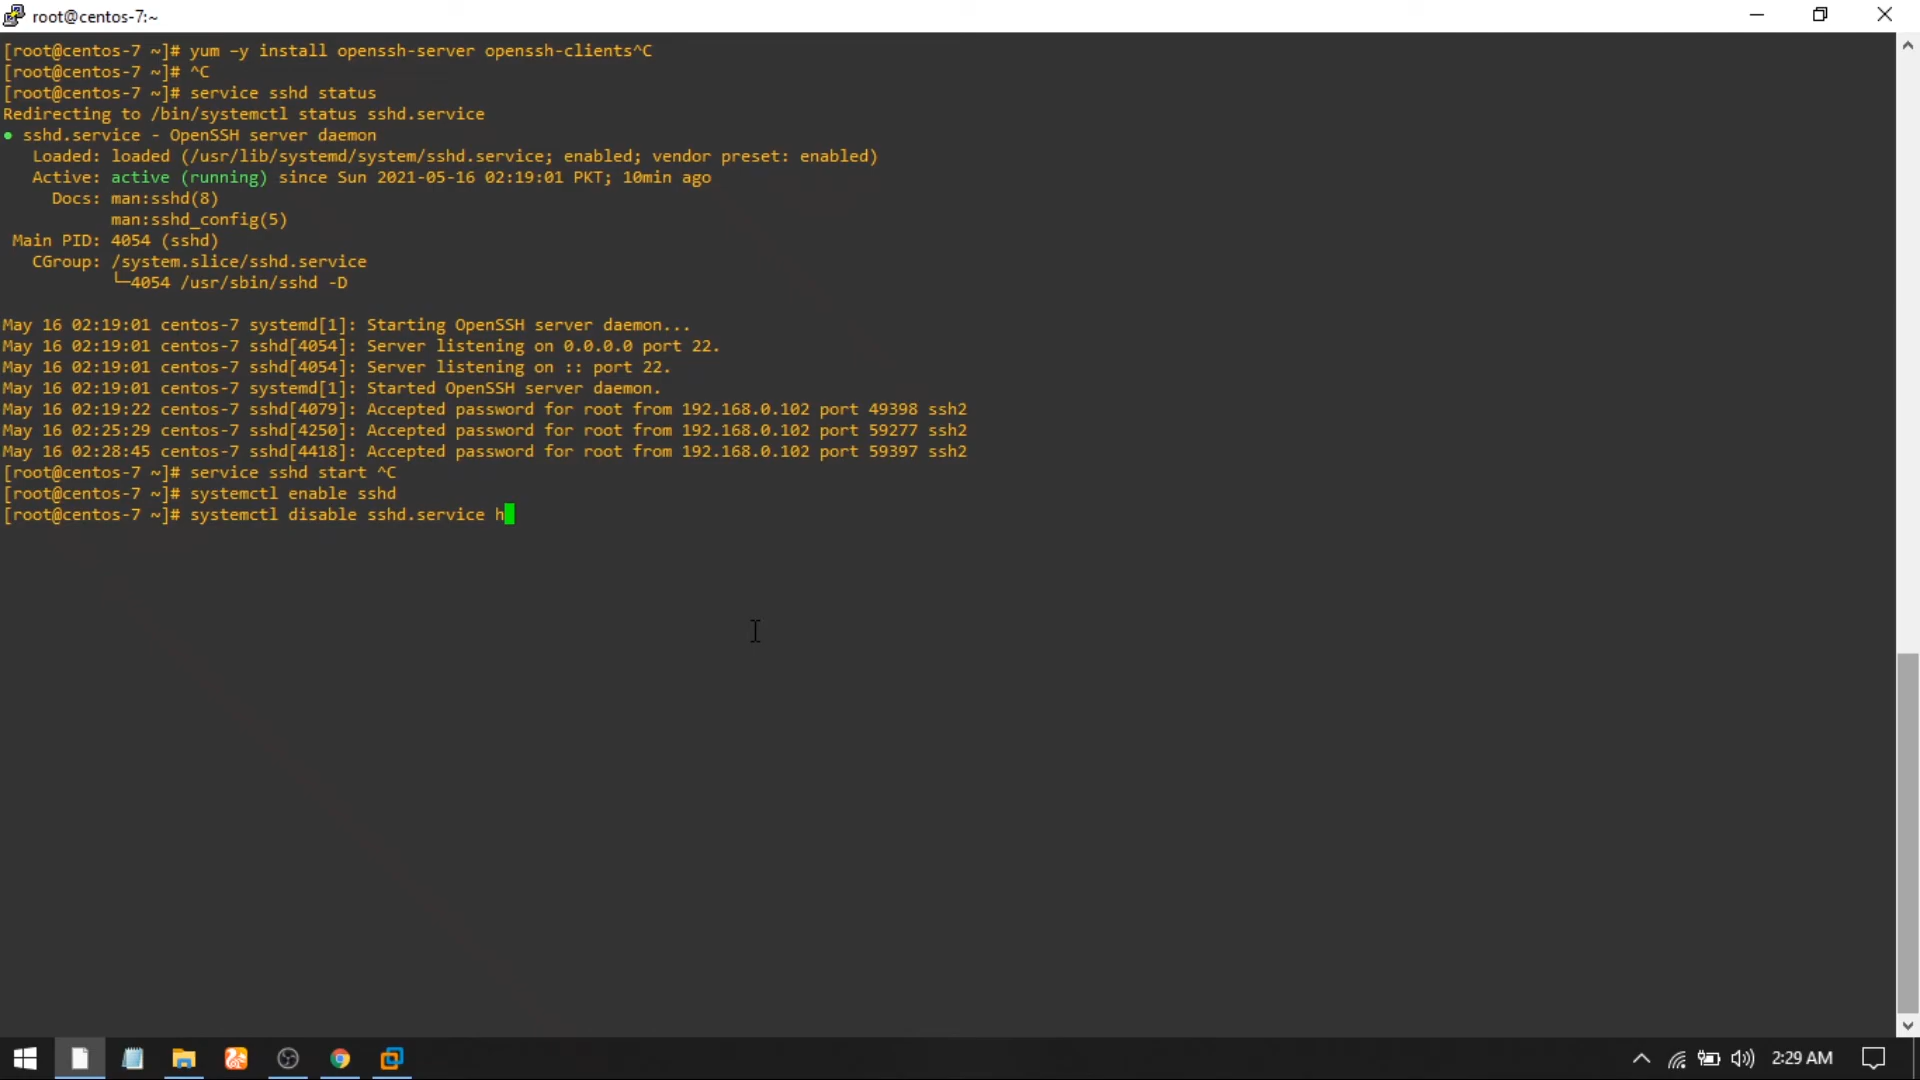 root@centos-7:~
[root@centos-7 ~]# yum -y install openssh-server openssh-clients^C
[root@centos-7 ~]# ^C
[root@centos-7 ~]# service sshd status
Redirecting to /bin/systemctl status sshd.service
● sshd.service - OpenSSH server daemon
   Loaded: loaded (/usr/lib/systemd/system/sshd.service; enabled; vendor preset: enabled)
   Active: active (running) since Sun 2021-05-16 02:19:01 PKT; 10min ago
     Docs: man:sshd(8)
           man:sshd_config(5)
 Main PID: 4054 (sshd)
   CGroup: /system.slice/sshd.service
           └─4054 /usr/sbin/sshd -D
May 16 02:19:01 centos-7 systemd[1]: Starting OpenSSH server daemon...
May 16 02:19:01 centos-7 sshd[4054]: Server listening on 0.0.0.0 port 22.
May 16 02:19:01 centos-7 sshd[4054]: Server listening on :: port 22.
May 16 02:19:01 centos-7 systemd[1]: Started OpenSSH server daemon.
May 16 02:19:22 centos-7 sshd[4079]: Accepted password for root from 192.168.0.102 port 49398 ssh2
May 16 02:25:29 centos-7 sshd[4250]: Accepted password for root from 192.168.0.102 port 59277 ssh2
May 16 02:28:45 centos-7 sshd[4418]: Accepted password for root from 192.168.0.102 port 59397 ssh2
[root@centos-7 ~]# service sshd start ^C
[root@centos-7 ~]# systemctl enable sshd
[root@centos-7 ~]# systemctl disable sshd.service h
2:29 AM